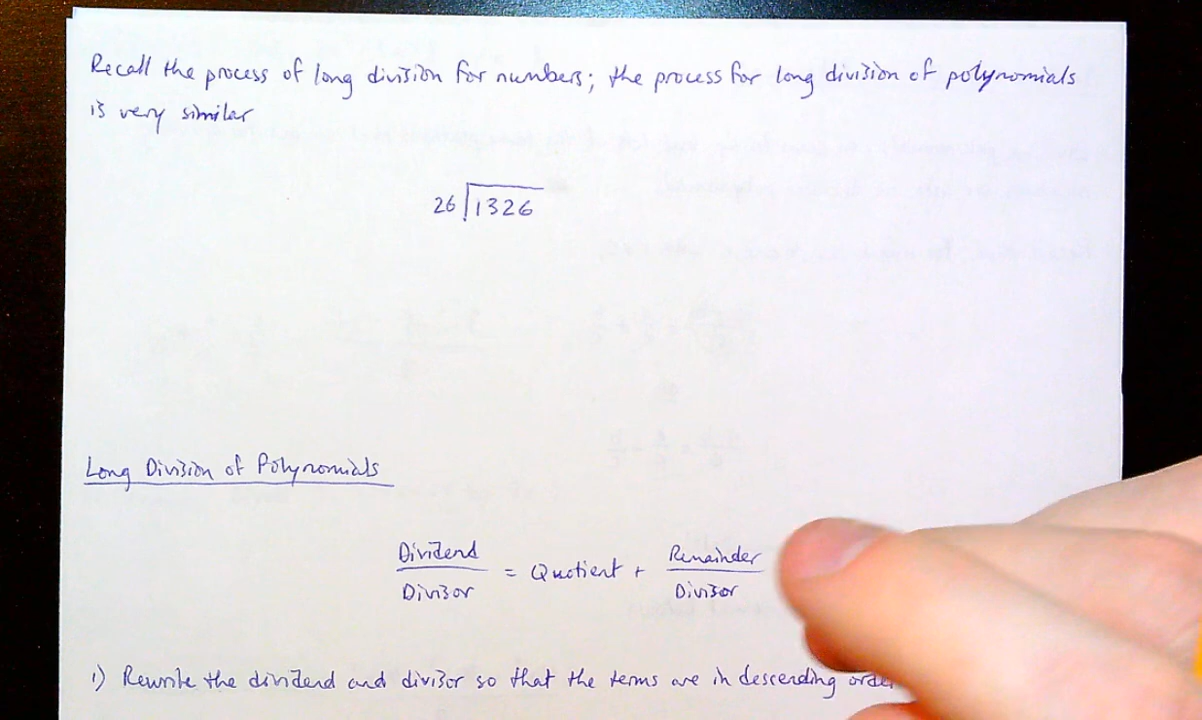 Recall the process of long division for numbers; the process for long division of polynomials
is very similar
26 1326
Long Division of Polynomials
Dividend
Divisor
= Quotient +
Remainder
Divisor
1) Rewrite the dividend and divisor so that the terms are in descending